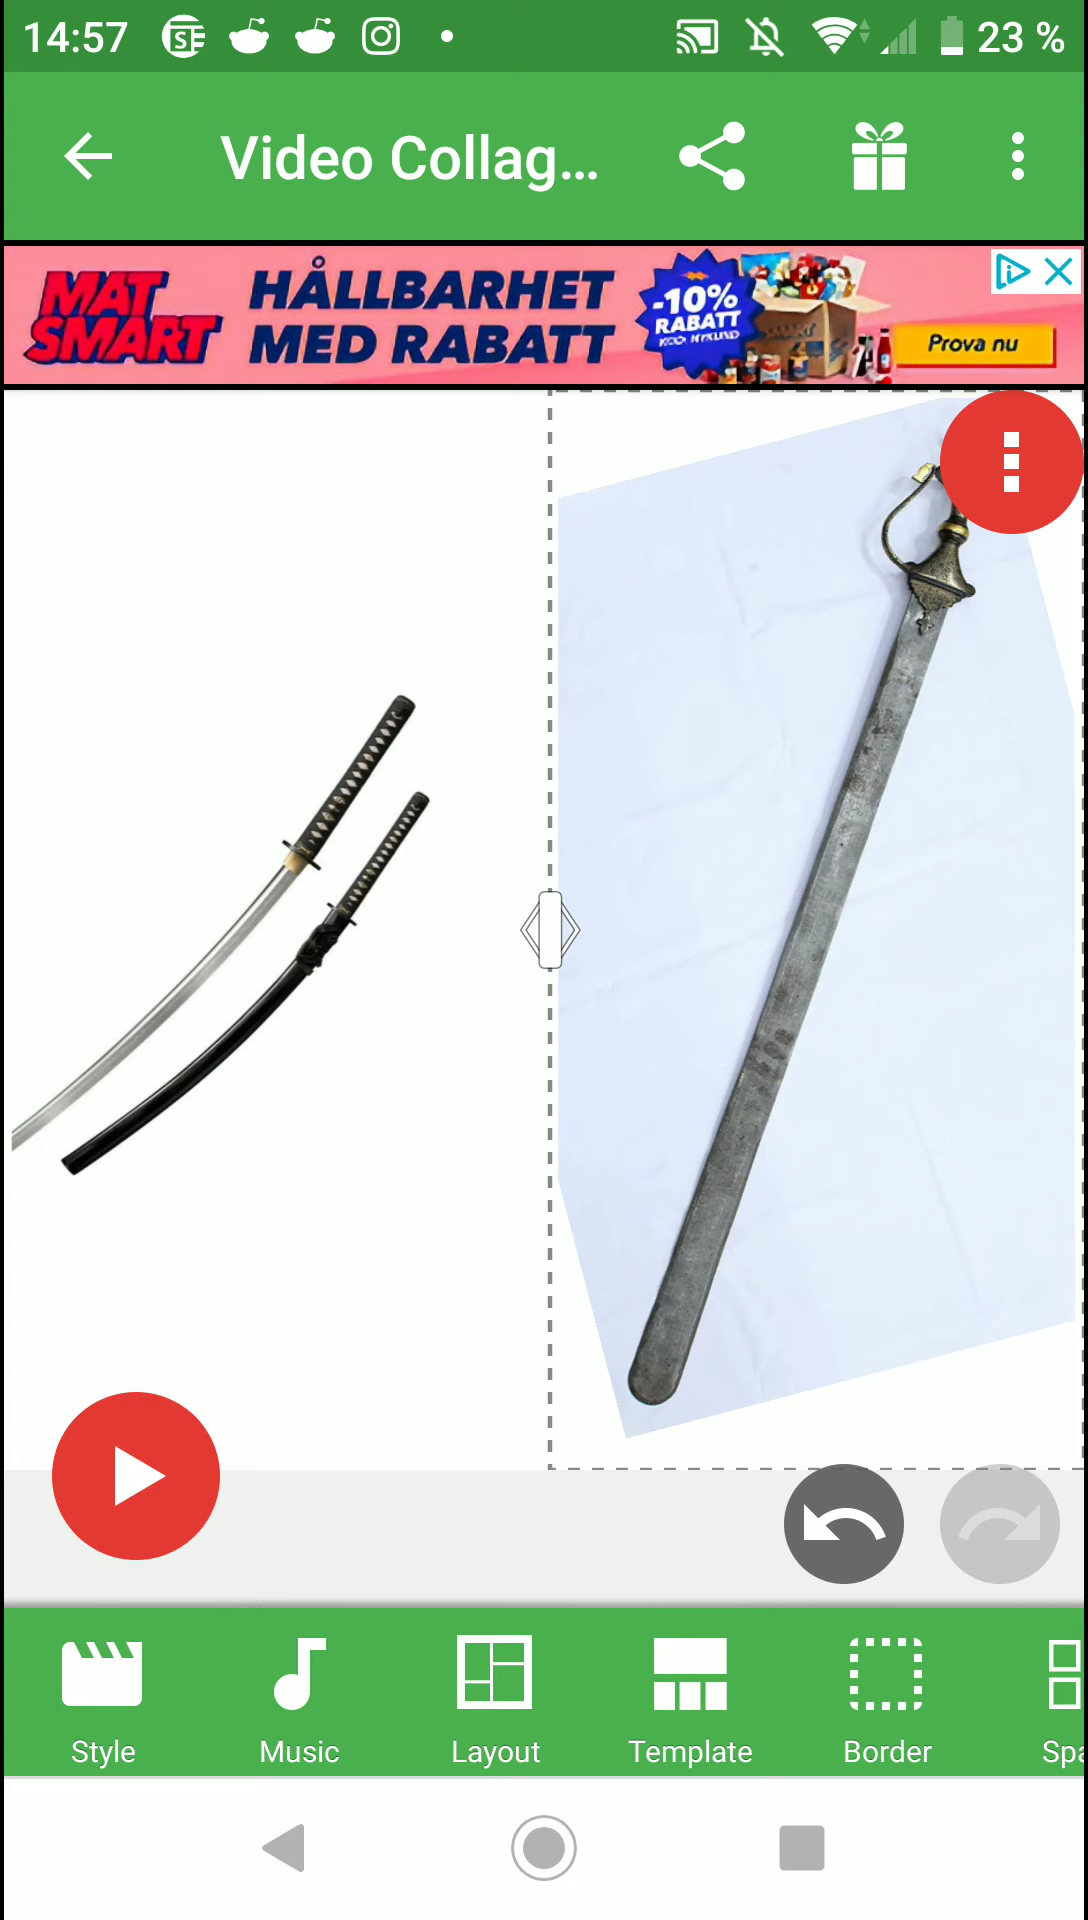 14:57
23 %
Video Collag...
MAT
SMART
HÅLLBARHET
MED RABATT
-10%
RABATT
Prova nu
Style
Music
Layout
Template
Border
Spa